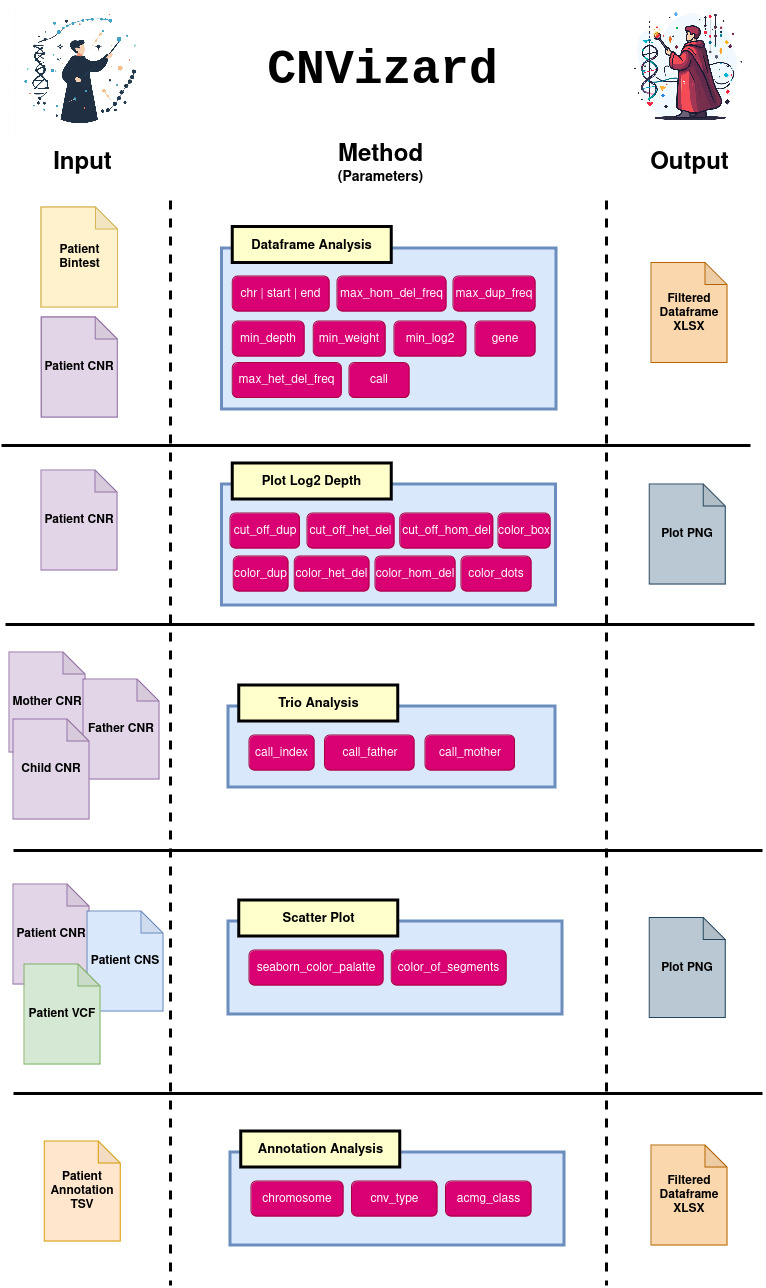 CNVizard
Input
Method
(Parameters)
Output
Patient
Bintest
Patient CNR
Dataframe Analysis
chr | start | end
max_hom_del_freq
max_dup_freq
min_depth
min_weight
min_log2
gene
max_het_del_freq
call
Filtered
Dataframe
XLSX
Patient CNR
Plot Log2 Depth
cut_off_dup
cut_off_het_del
cut_off_hom_del
color_box
color_dup
color_het_del
color_hom_del
color_dots
Plot PNG
Mother CNR
Father CNR
Child CNR
Trio Analysis
call_index
call_father
call_mother
Patient CNR
Patient CNS
Patient VCF
Scatter Plot
seaborn_color_palatte
color_of_segments
Plot PNG
Patient
Annotation
TSV
Annotation Analysis
chromosome
cnv_type
acmg_class
Filtered
Dataframe
XLSX